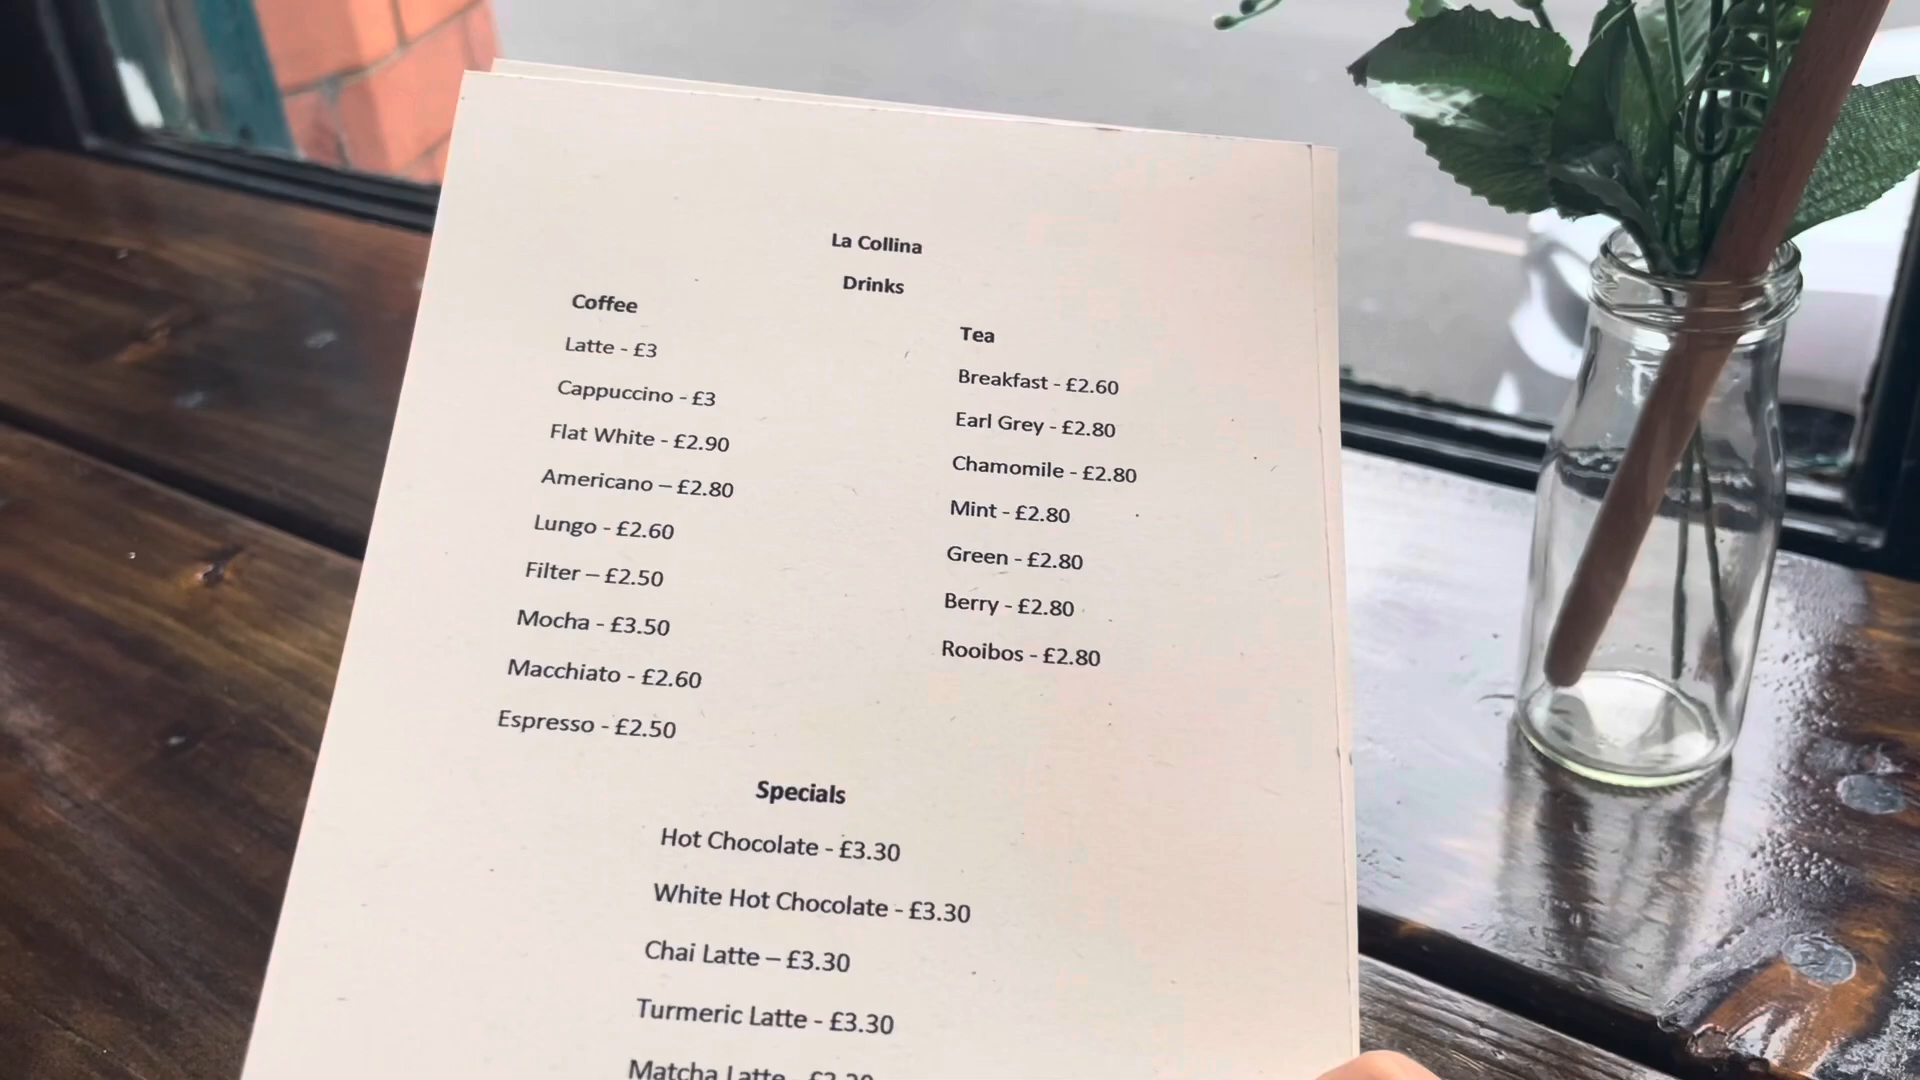 La Collina
Drinks
Coffee
Latte - £3
Cappuccino - £3
Flat White - £2.90
Americano – £2.80
Lungo - £2.60
Filter – £2.50
Mocha - £3.50
Macchiato - £2.60
Espresso - £2.50
Tea
Breakfast - £2.60
Earl Grey - £2.80
Chamomile - £2.80
Mint - £2.80
Green - £2.80
Berry - £2.80
Rooibos - £2.80
Specials
Hot Chocolate - £3.30
White Hot Chocolate - £3.30
Chai Latte – £3.30
Turmeric Latte - £3.30
Matcha Latte -